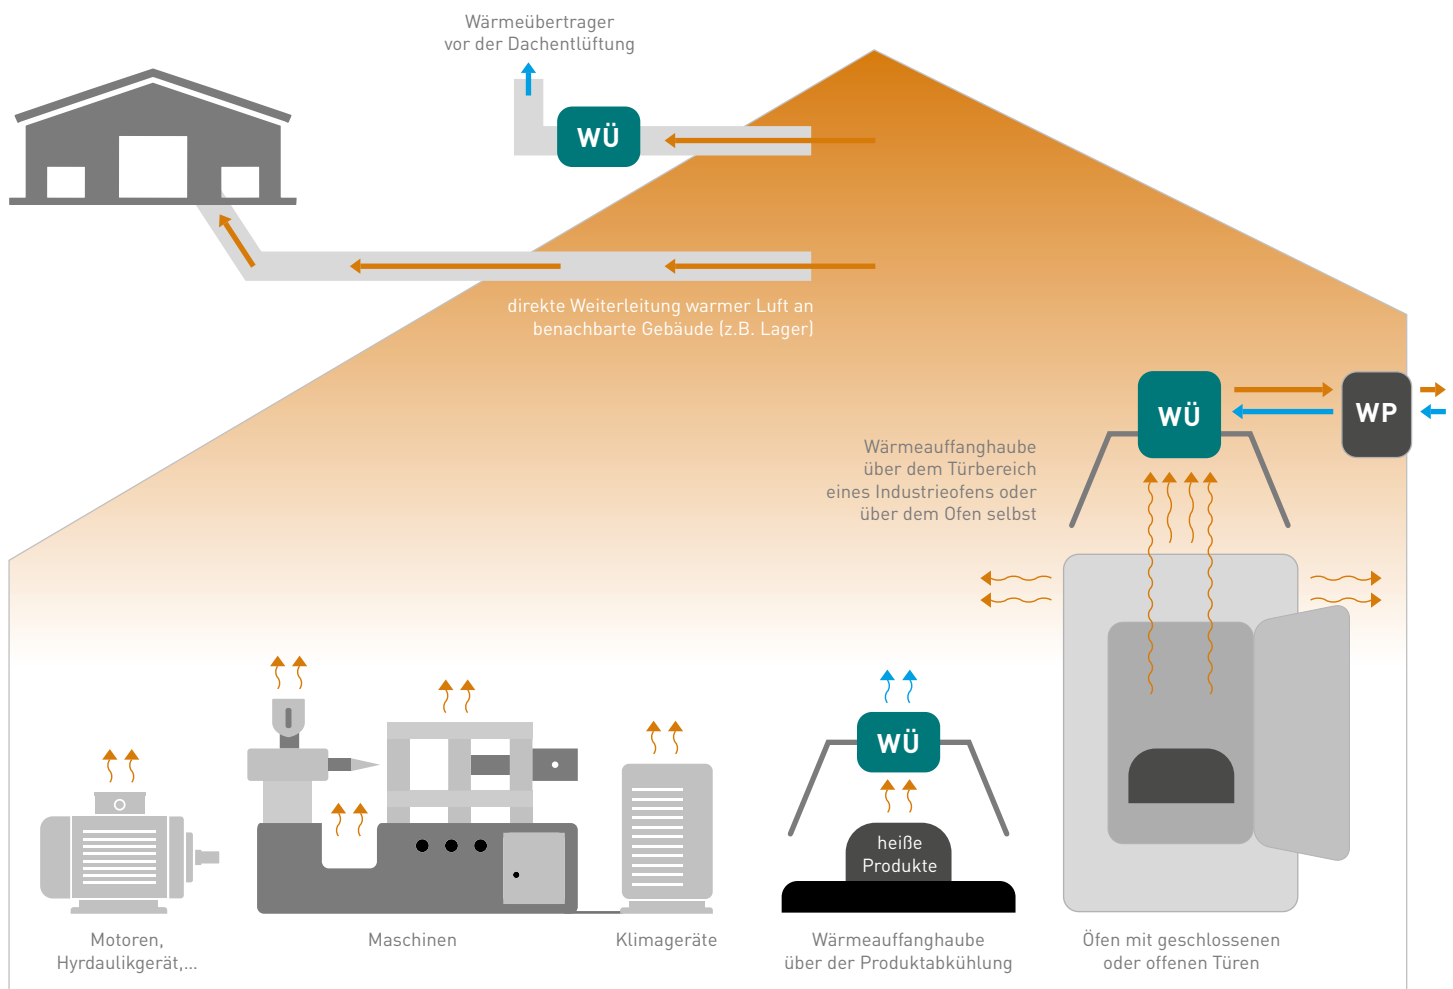 Wärmeübertrager
vor der Dachentlüftung
WÜ
direkte Weiterleitung warmer Luft an
benachbarte Gebäude (z.B. Lager)
WÜ
WP
Wärmeauffanghaube
über dem Türbereich
eines Industrieofens oder
über dem Ofen selbst
WÜ
heiße
Produkte
Motoren,
Hyrdaulikgerät,...
Maschinen
Klimageräte
Wärmeauffanghaube
über der Produktabkühlung
Öfen mit geschlossenen
oder offenen Türen